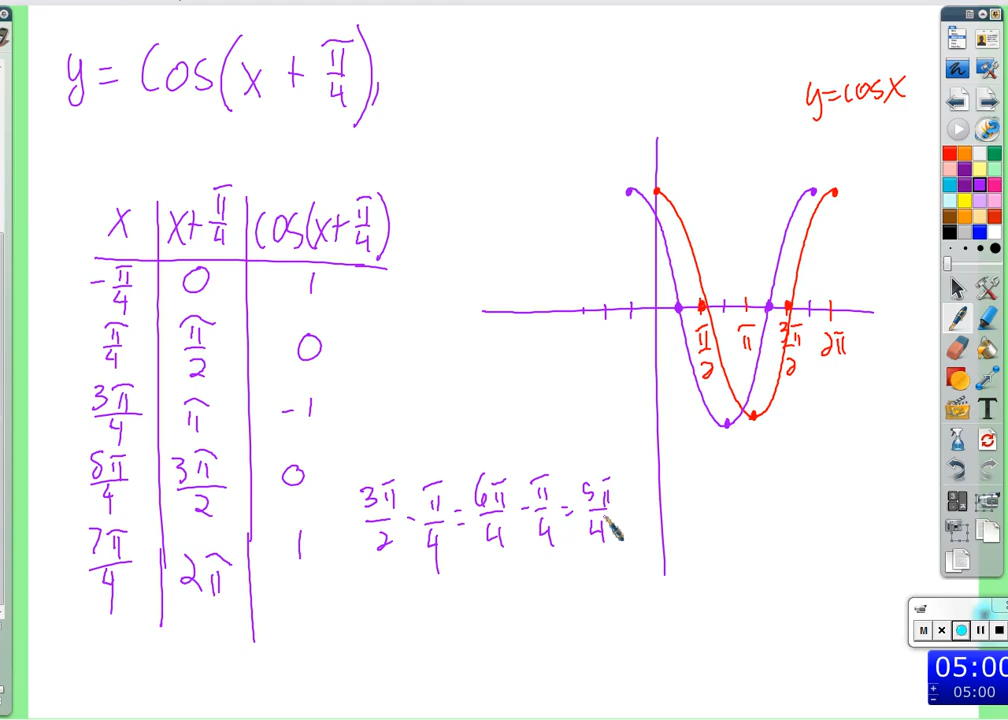 y = cos(x + π/4),
y=cosx
x | x+π/4 | cos(x+π/4)
-π/4 | 0 | 1
π/4 | π/2 | 0
3π/4 | π | -1
5π/4 | 3π/2 | 0
7π/4 | 2π | 1
π/2 π 3π/2 2π
3π/2 - π/4 = 6π/4 - π/4 = 5π/4
T
M
05:00
05:00